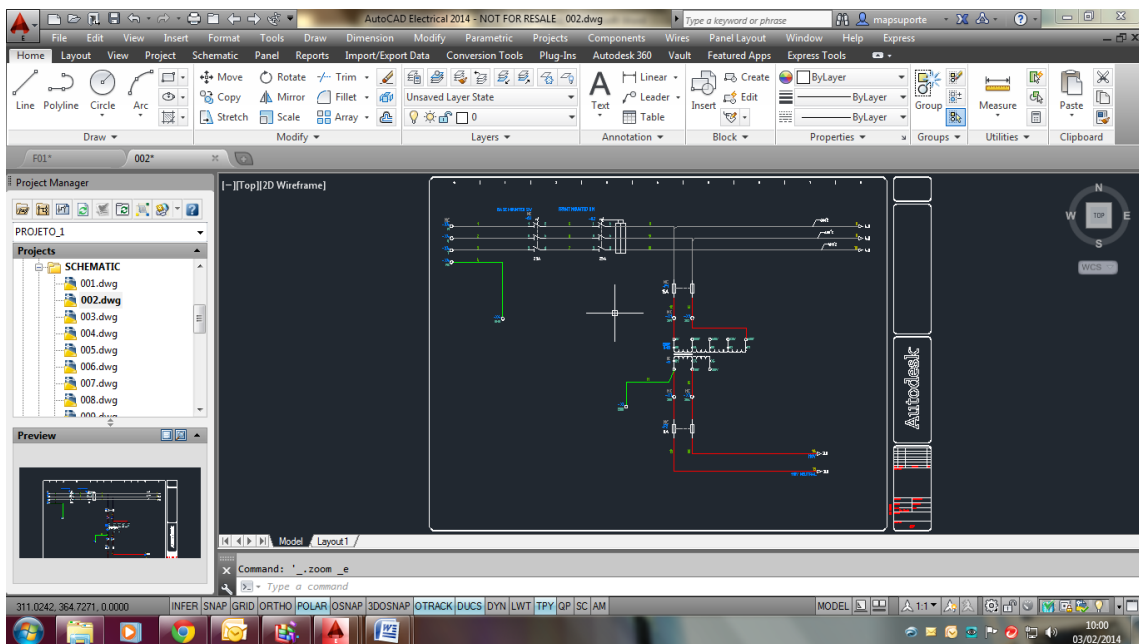 AutoCAD Electrical 2014 - NOT FOR RESALE 002.dwg
Type a keyword or phrase
mapsuporte
File Edit View Insert Format Tools Draw Dimension Modify Parametric Projects Components Wires Panel Layout Window Help Express
Home Layout View Project Schematic Panel Reports Import/Export Data Conversion Tools Plug-Ins Autodesk 360 Vault Featured Apps Express Tools
Line Polyline Circle Arc
Move Rotate Trim
Copy Mirror Fillet
Stretch Scale Array
Unsaved Layer State
0
Text
Linear
Leader
Table
Insert
Create
Edit
ByLayer
ByLayer
ByLayer
Group
Measure
Paste
Draw Modify Layers Annotation Block Properties Groups Utilities Clipboard
F01* 002*
Project Manager
PROJETO_1
Projects
SCHEMATIC
001.dwg
002.dwg
003.dwg
004.dwg
005.dwg
006.dwg
007.dwg
008.dwg
009.dwg
Preview
[-][Top][2D Wireframe]
N
W TOP E
S
WCS
Autodesk
Model Layout1
Command: '_.zoom _e
Type a command
311.0242, 364.7271, 0.0000 INFER SNAP GRID ORTHO POLAR OSNAP 3DOSNAP OTRACK DUCS DYN LWT TPY QP SC AM MODEL 1:1
10:00
03/02/2014